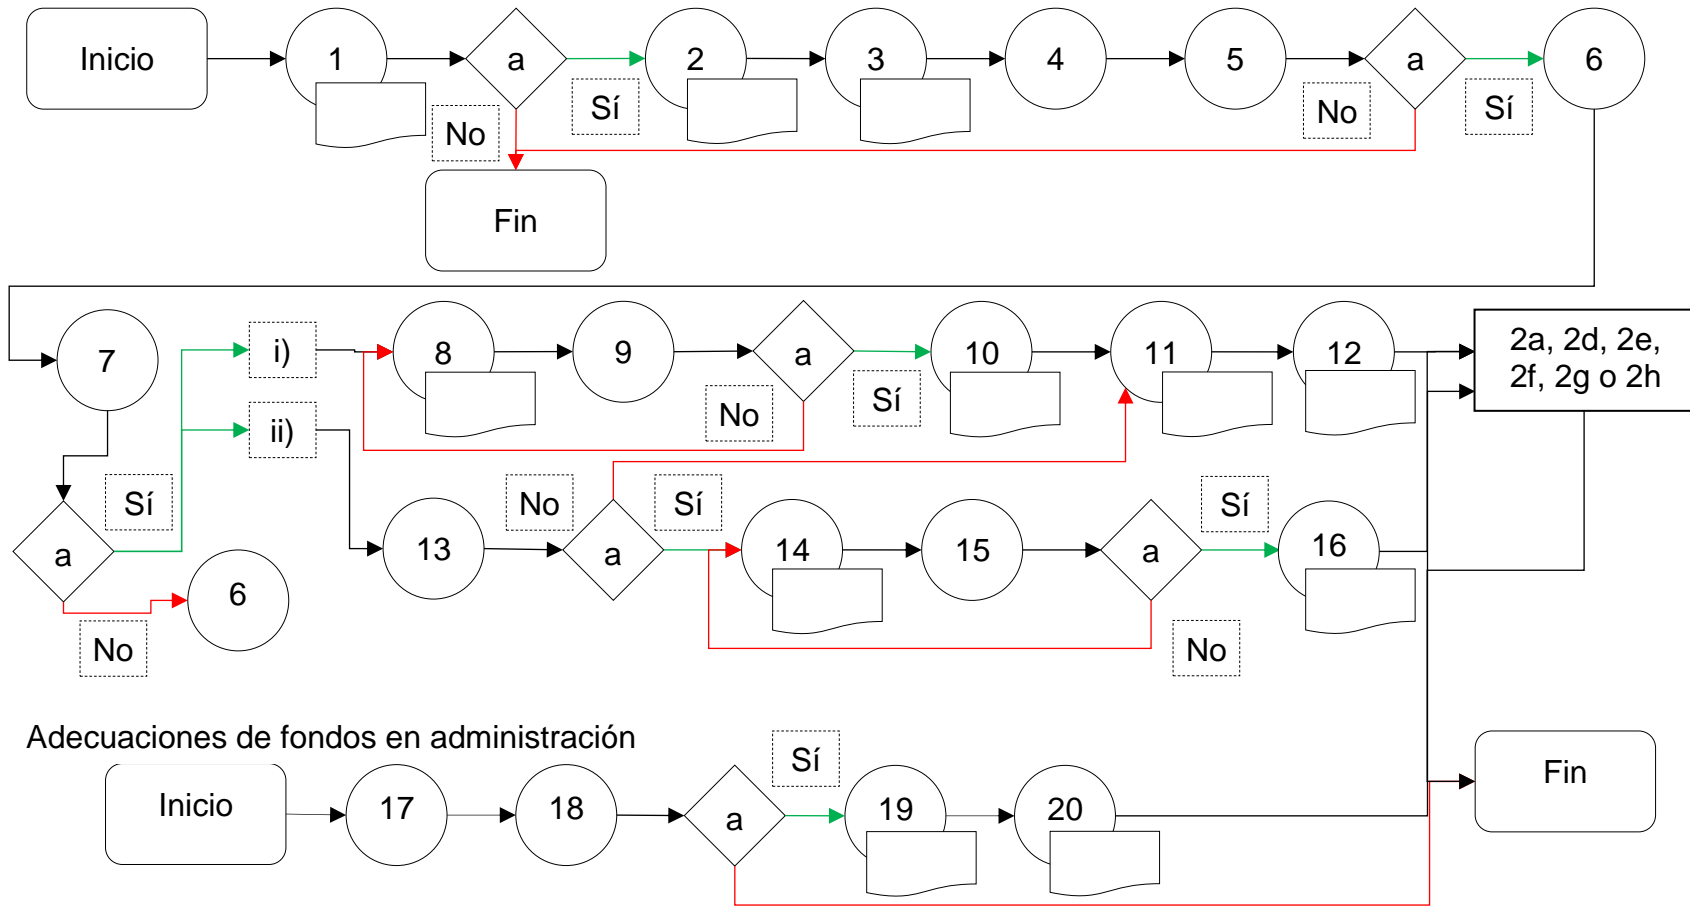 Inicio
1
a
2
3
4
5
a
6
No
Sí
No
Sí
Fin
7
i)
8
9
a
10
11
12
2a, 2d, 2e,
2f, 2g o 2h
No
Sí
ii)
Sí
No
Sí
Sí
a
13
a
14
15
a
16
6
No
No
Adecuaciones de fondos en administración
Sí
Inicio
17
18
a
19
20
Fin